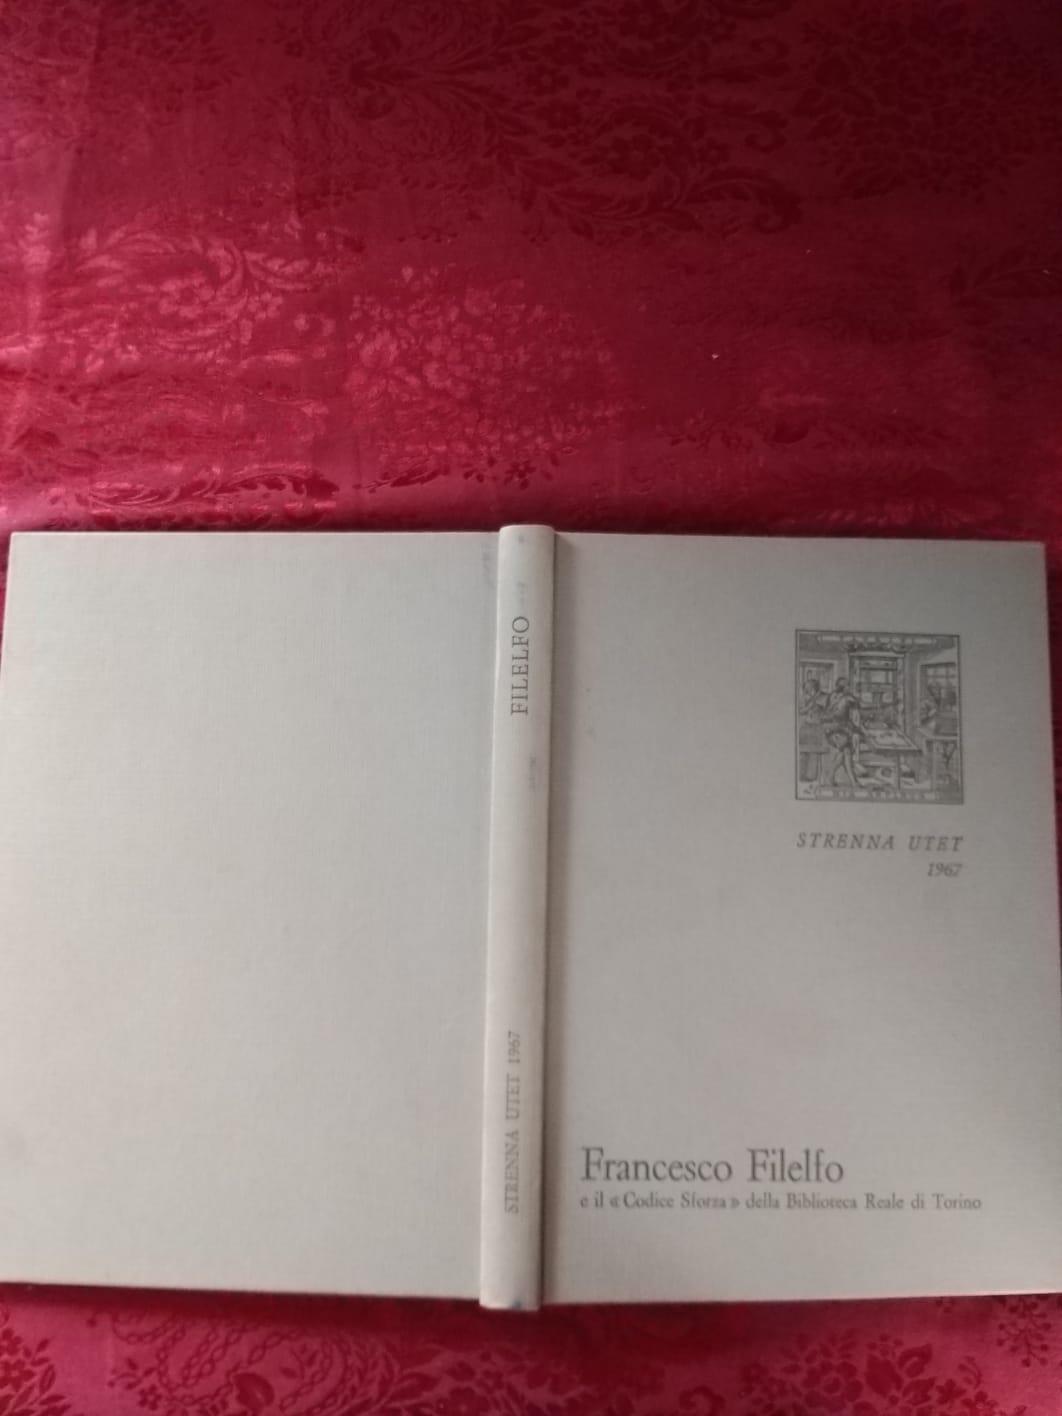 FILELFO
STRENNA UTET 1967
STRENNA UTET
1967
Francesco Filelfo
e il « Codice Sforza » della Biblioteca Reale di Torino